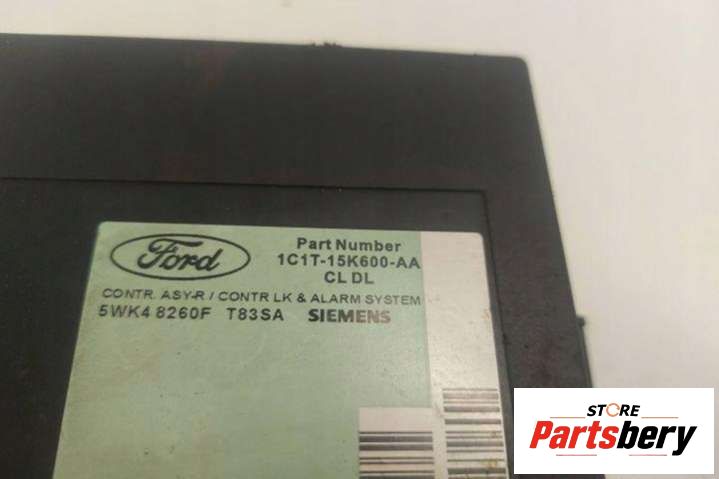 Ford
Part Number
1C1T-15K600-AA
CL DL
CONTR. ASY-R / CONTR LK & ALARM SYSTEM
5WK4 8260F T83SA SIEMENS
STORE
Partsbery